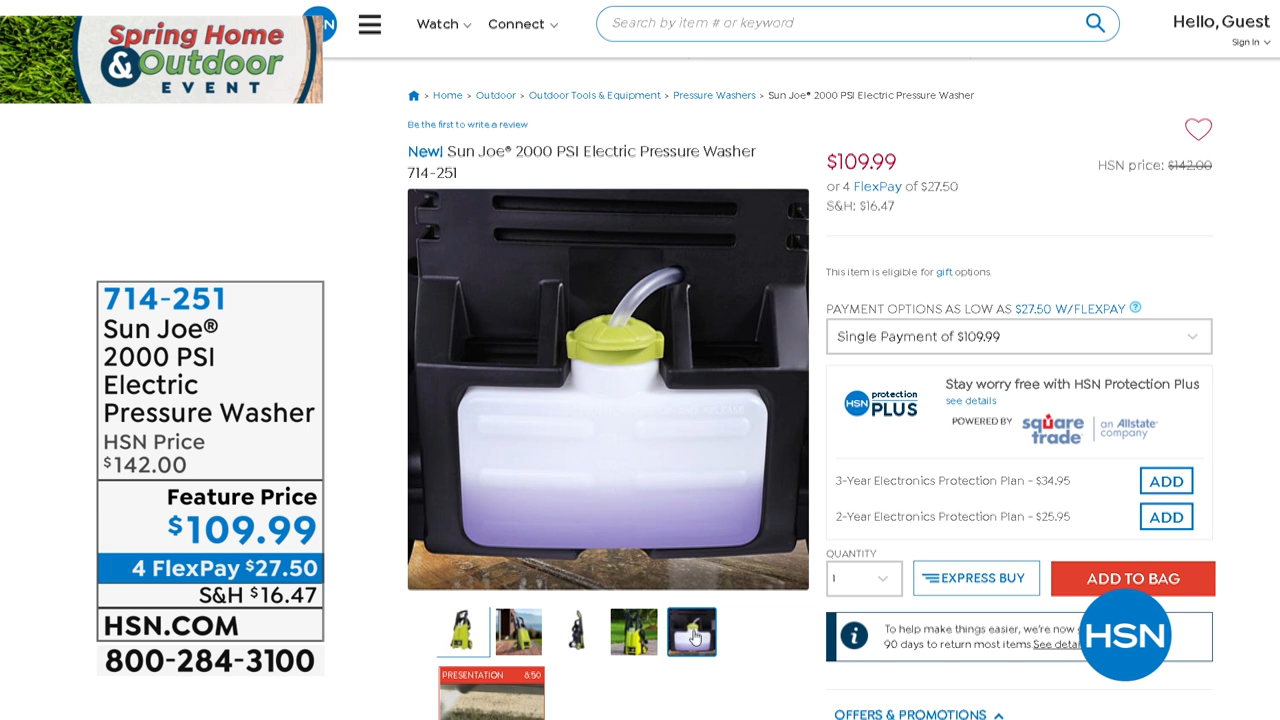 Spring Home
& Outdoor
EVENT
N
Watch
Connect
Search by item # or keyword
Hello, Guest
Sign In
> Home > Outdoor > Outdoor Tools & Equipment > Pressure Washers > Sun Joe® 2000 PSI Electric Pressure Washer
Be the first to write a review
New! Sun Joe® 2000 PSI Electric Pressure Washer
714-251
$109.99
HSN price: $142.00
or 4 FlexPay of $27.50
S&H: $16.47
This item is eligible for gift options.
PAYMENT OPTIONS AS LOW AS $27.50 W/FLEXPAY ?
Single Payment of $109.99
HSN protection PLUS
Stay worry free with HSN Protection Plus
see details
POWERED BY square trade an Allstate company
3-Year Electronics Protection Plan - $34.95
ADD
2-Year Electronics Protection Plan - $25.95
ADD
QUANTITY
1
EXPRESS BUY
ADD TO BAG
i
To help make things easier, we're now
90 days to return most items. See detai
HSN
OFFERS & PROMOTIONS
PRESENTATION 8:50
714-251
Sun Joe®
2000 PSI
Electric
Pressure Washer
HSN Price
$142.00
Feature Price
$109.99
4 FlexPay $27.50
S&H $16.47
HSN.COM
800-284-3100